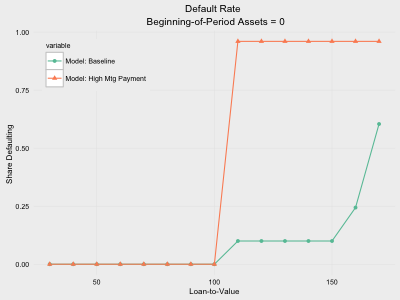 Default Rate
Beginning-of-Period Assets = 0
1.00
0.75
0.50
0.25
0.00
Share Defaulting
variable
Model: Baseline
Model: High Mtg Payment
50
100
150
Loan-to-Value